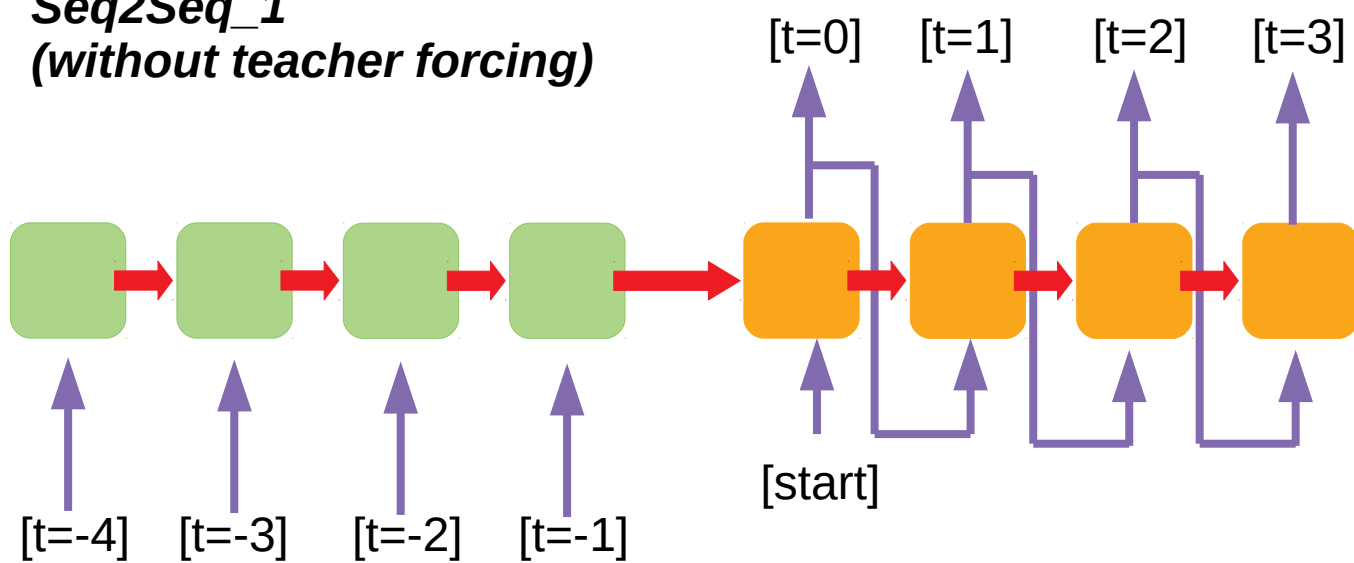 Seq2Seq_1
(without teacher forcing)
[t=0] [t=1] [t=2] [t=3]
[start]
[t=-4] [t=-3] [t=-2] [t=-1]